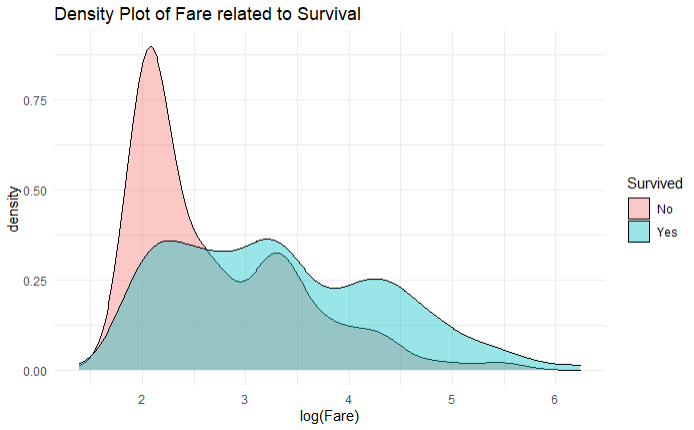 Density Plot of Fare related to Survival
density
0.75
0.50
0.25
0.00
2 3 4 5 6
log(Fare)
Survived
No
Yes